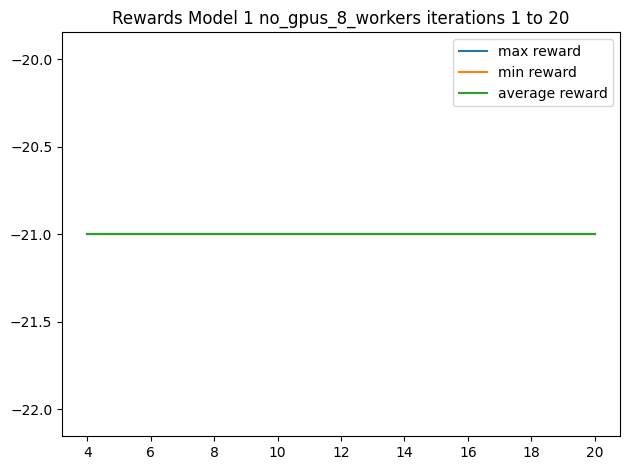 Rewards Model 1 no_gpus_8_workers iterations 1 to 20
max reward
min reward
average reward
−20.0
−20.5
−21.0
−21.5
−22.0
4 6 8 10 12 14 16 18 20